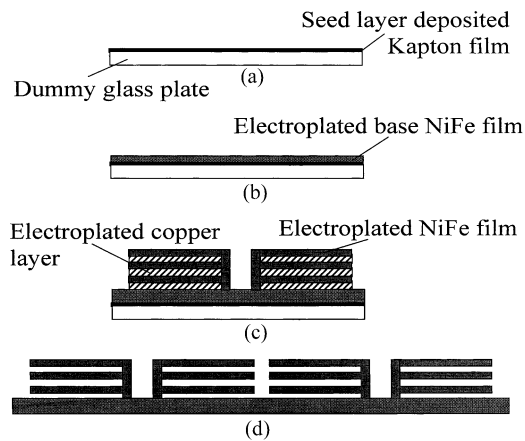 Seed layer deposited
Kapton film
Dummy glass plate
(a)
Electroplated base NiFe film
(b)
Electroplated copper
layer
Electroplated NiFe film
(c)
(d)